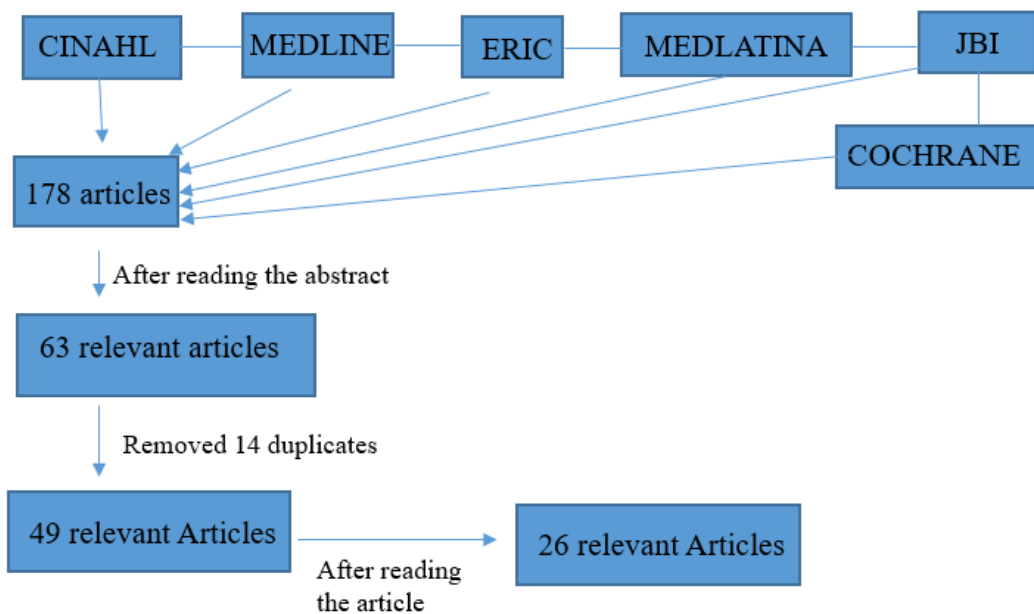 CINAHL
MEDLINE
ERIC
MEDLATINA
JBI
COCHRANE
178 articles
After reading the abstract
63 relevant articles
Removed 14 duplicates
49 relevant Articles
After reading
the article
26 relevant Articles